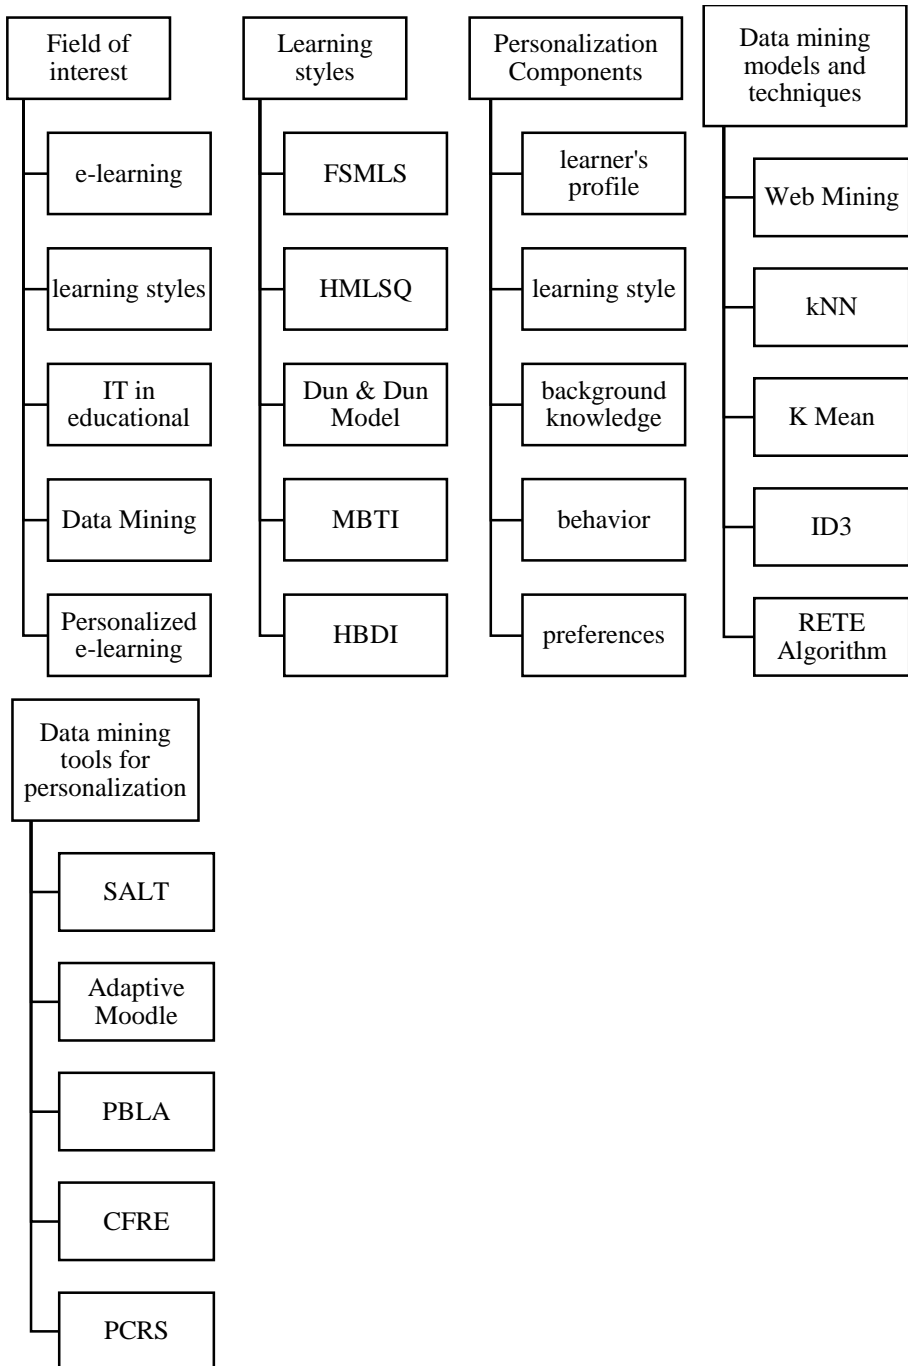 Field of
interest
e-learning
learning styles
IT in
educational
Data Mining
Personalized
e-learning
Learning
styles
FSMLS
HMLSQ
Dun & Dun
Model
MBTI
HBDI
Personalization
Components
learner's
profile
learning style
background
knowledge
behavior
preferences
Data mining
models and
techniques
Web Mining
kNN
K Mean
ID3
RETE
Algorithm
Data mining
tools for
personalization
SALT
Adaptive
Moodle
PBLA
CFRE
PCRS